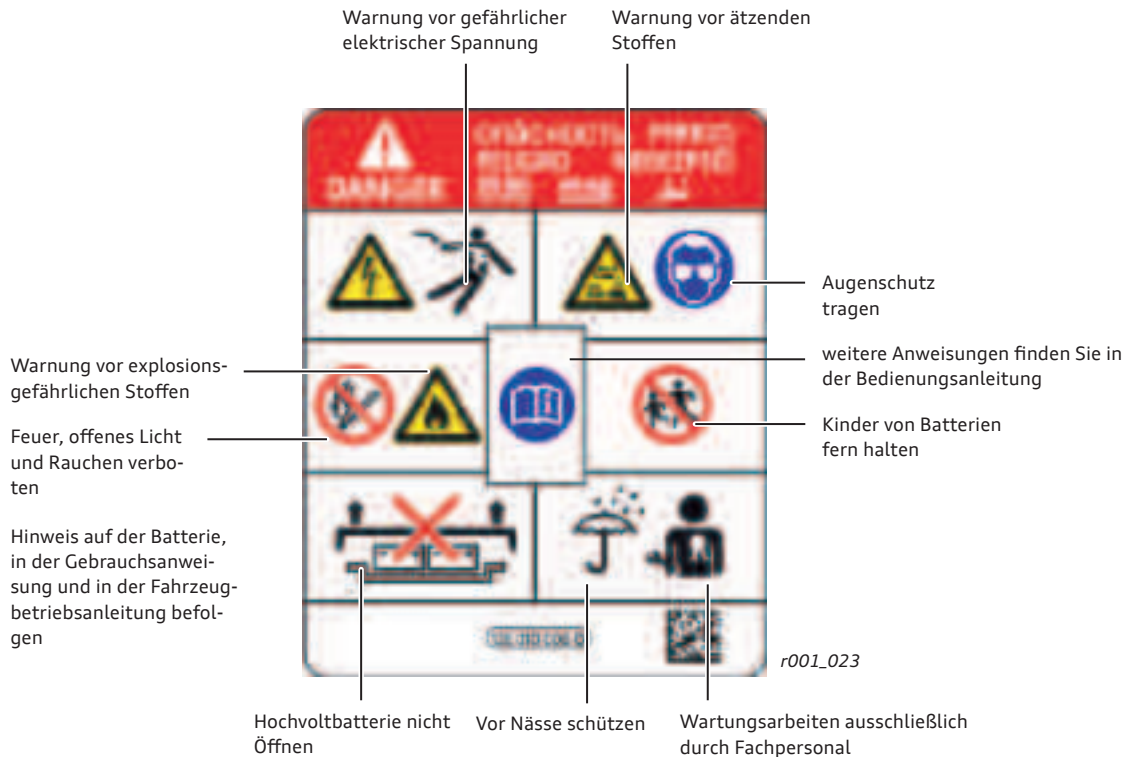 Warnung vor gefährlicher
elektrischer Spannung
Warnung vor ätzenden
Stoffen
DANGER
PELIGRO
Augenschutz
tragen
weitere Anweisungen finden Sie in
der Bedienungsanleitung
Kinder von Batterien
fern halten
Warnung vor explosions-
gefährlichen Stoffen
Feuer, offenes Licht
und Rauchen verbo-
ten
Hinweis auf der Batterie,
in der Gebrauchsanwei-
sung und in der Fahrzeug-
betriebsanleitung befol-
gen
r001_023
Hochvoltbatterie nicht
Öffnen
Vor Nässe schützen
Wartungsarbeiten ausschließlich
durch Fachpersonal